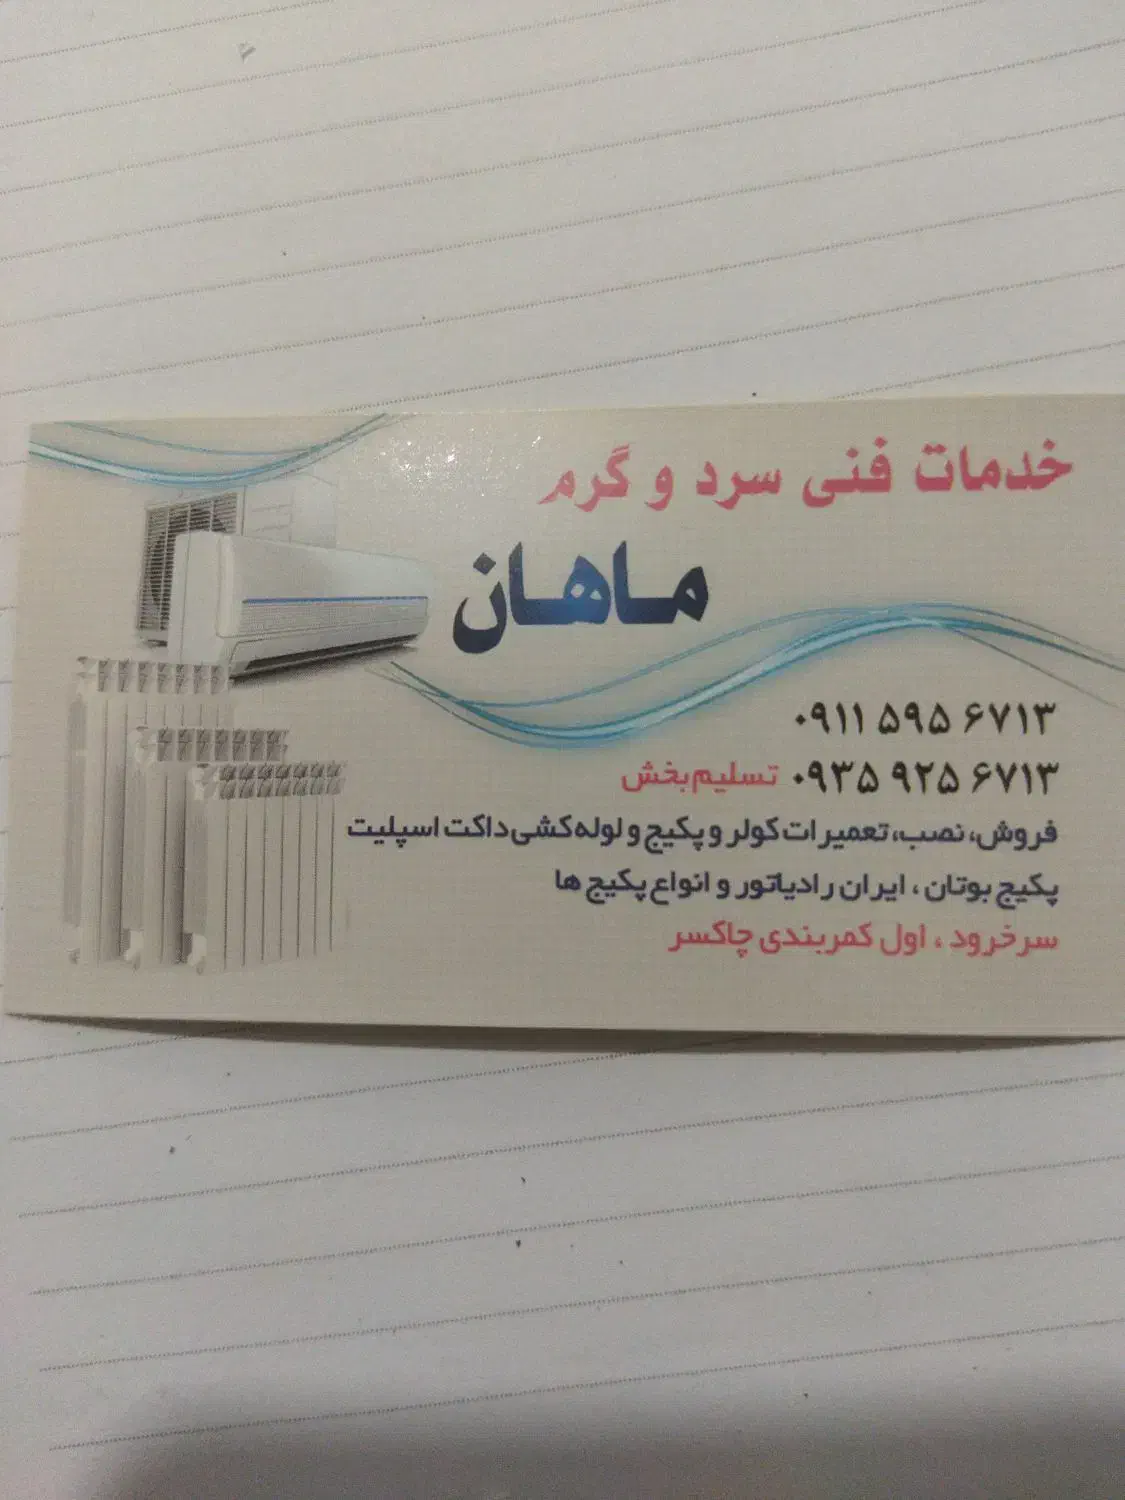 خدمات فنی سرد و گرم
ماهان
۰۹۱۱ ۵۹۵ ۶۷۱۳
۰۹۳۵ ۹۲۵ ۶۷۱۳ تسلیم‌بخش
فروش، نصب، تعمیرات کولر و پکیج و لوله‌کشی داکت اسپلیت
پکیج بوتان ، ایران رادیاتور و انواع پکیج ها
سرخرود ، اول کمربندی چاکسر